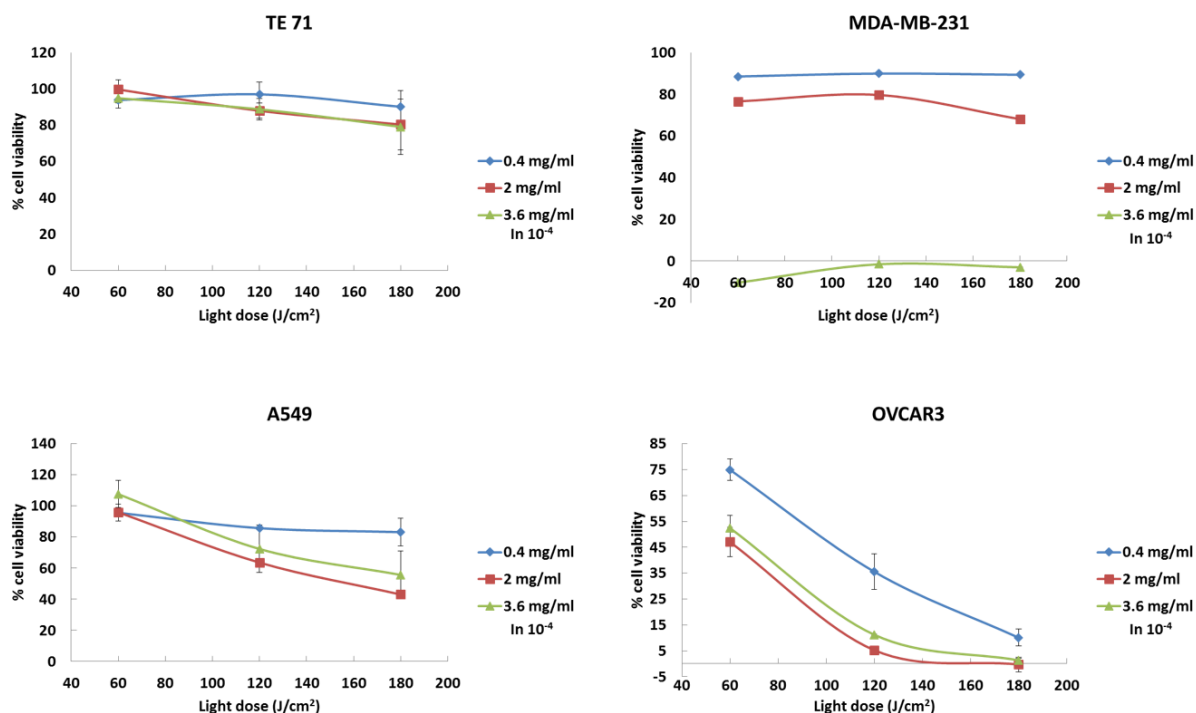 TE 71
120
100
80
60
40
20
0
% cell viability
40 60 80 100 120 140 160 180 200
Light dose (J/cm²)
0.4 mg/ml
2 mg/ml
3.6 mg/ml
In 10⁻⁴
MDA-MB-231
100
80
60
40
20
0
-20
% cell viability
40 60 80 100 120 140 160 180 200
Light dose (J/cm²)
0.4 mg/ml
2 mg/ml
3.6 mg/ml
In 10⁻⁴
A549
140
120
100
80
60
40
20
0
% cell viability
40 60 80 100 120 140 160 180 200
Light dose (J/cm²)
0.4 mg/ml
2 mg/ml
3.6 mg/ml
In 10⁻⁴
OVCAR3
85
75
65
55
45
35
25
15
5
-5
% cell viability
40 60 80 100 120 140 160 180 200
Light dose (J/cm²)
0.4 mg/ml
2 mg/ml
3.6 mg/ml
In 10⁻⁴